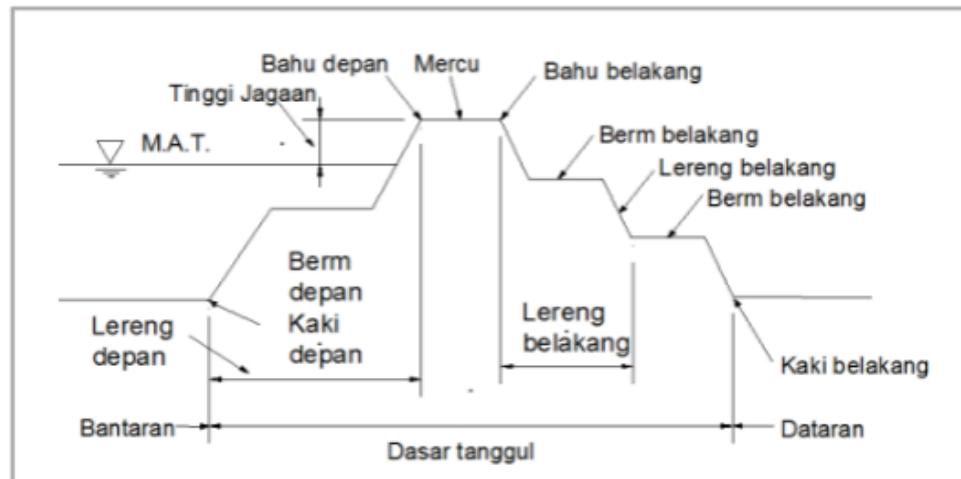 Bahu depan
Mercu
Bahu belakang
Tinggi Jagaan
M.A.T.
Berm belakang
Lereng belakang
Berm belakang
Berm
depan
Kaki
depan
Lereng
depan
Lereng
belakang
Kaki belakang
Bantaran
Dasar tanggul
Dataran